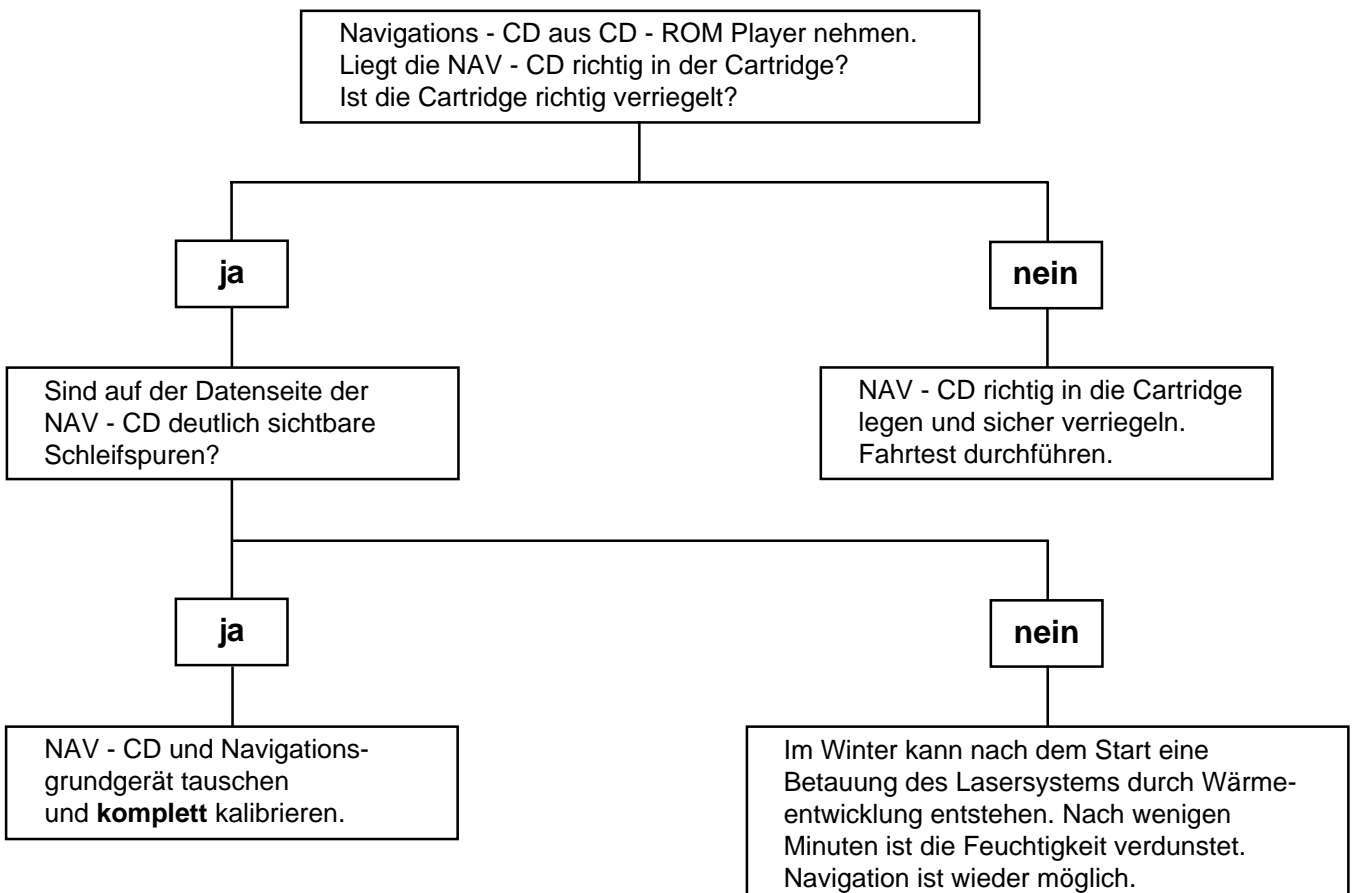 Navigations - CD aus CD - ROM Player nehmen.
Liegt die NAV - CD richtig in der Cartridge?
Ist die Cartridge richtig verriegelt?
ja
nein
Sind auf der Datenseite der
NAV - CD deutlich sichtbare
Schleifspuren?
NAV - CD richtig in die Cartridge
legen und sicher verriegeln.
Fahrtest durchführen.
ja
nein
NAV - CD und Navigations-
grundgerät tauschen
und komplett kalibrieren.
Im Winter kann nach dem Start eine
Betauung des Lasersystems durch Wärme-
entwicklung entstehen. Nach wenigen
Minuten ist die Feuchtigkeit verdunstet.
Navigation ist wieder möglich.